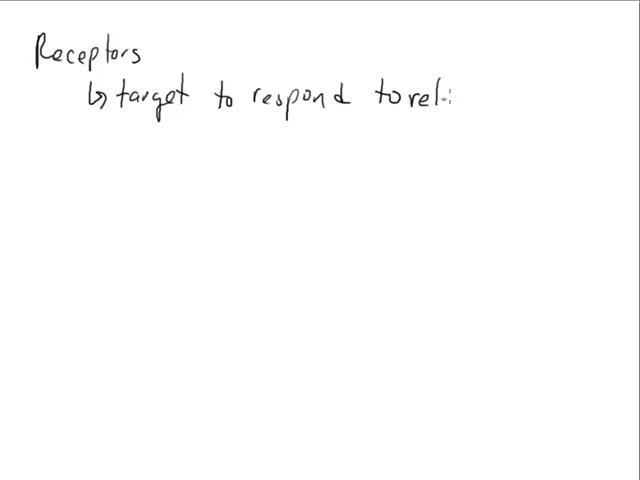 Receptors
↳ target to respond to